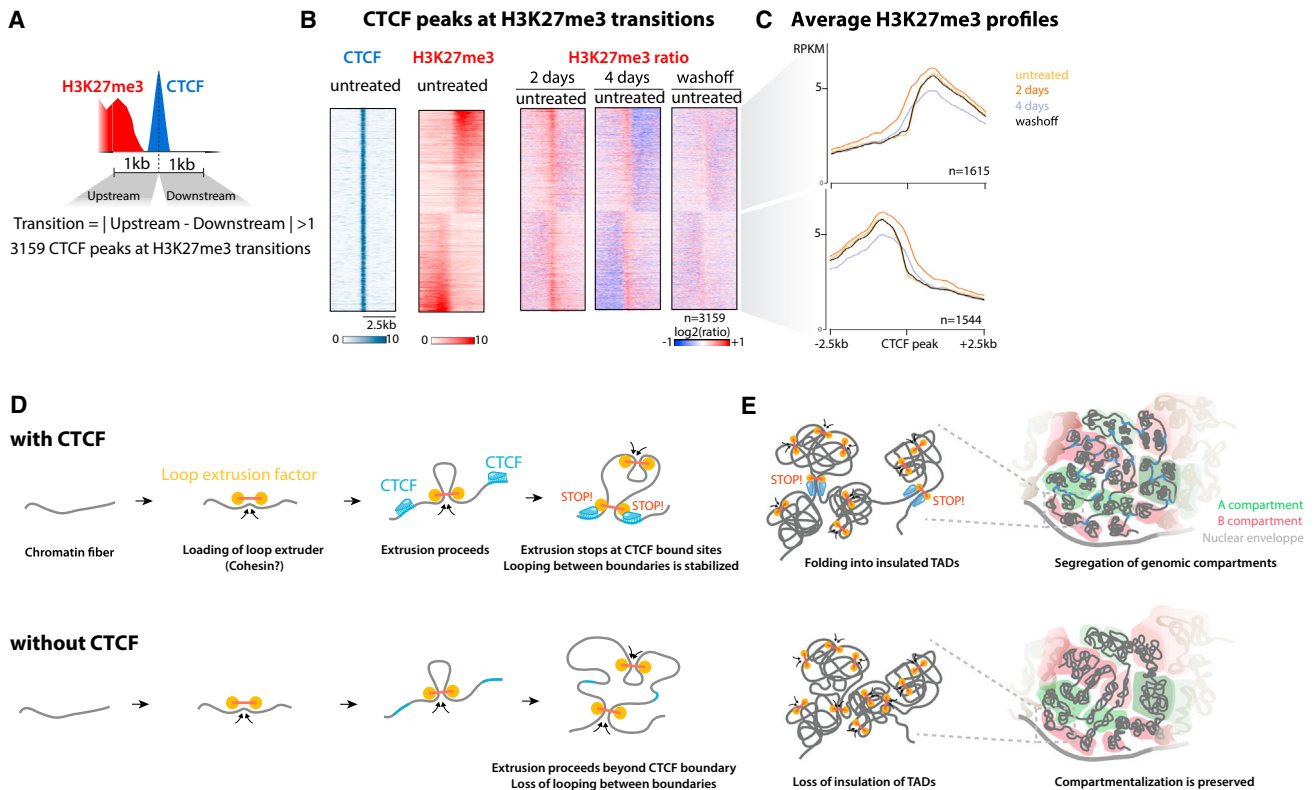 A
H3K27me3
CTCF
1kb
1kb
Upstream
Downstream
Transition = | Upstream - Downstream | >1
3159 CTCF peaks at H3K27me3 transitions
B
CTCF peaks at H3K27me3 transitions
CTCF
H3K27me3
H3K27me3 ratio
untreated
untreated
2 days
4 days
washoff
untreated
untreated
untreated
2.5kb
0
10
0
10
n=3159
log2(ratio)
-1
+1
C
Average H3K27me3 profiles
RPKM
5
0
untreated
2 days
4 days
washoff
n=1615
5
0
n=1544
-2.5kb
CTCF peak
+2.5kb
D
with CTCF
Loop extrusion factor
CTCF
CTCF
STOP!
STOP!
Chromatin fiber
Loading of loop extruder
(Cohesin?)
Extrusion proceeds
Extrusion stops at CTCF bound sites
Looping between boundaries is stabilized
without CTCF
Extrusion proceeds beyond CTCF boundary
Loss of looping between boundaries
E
STOP!
STOP!
A compartment
B compartment
Nuclear enveloppe
Folding into insulated TADs
Segregation of genomic compartments
Loss of insulation of TADs
Compartmentalization is preserved